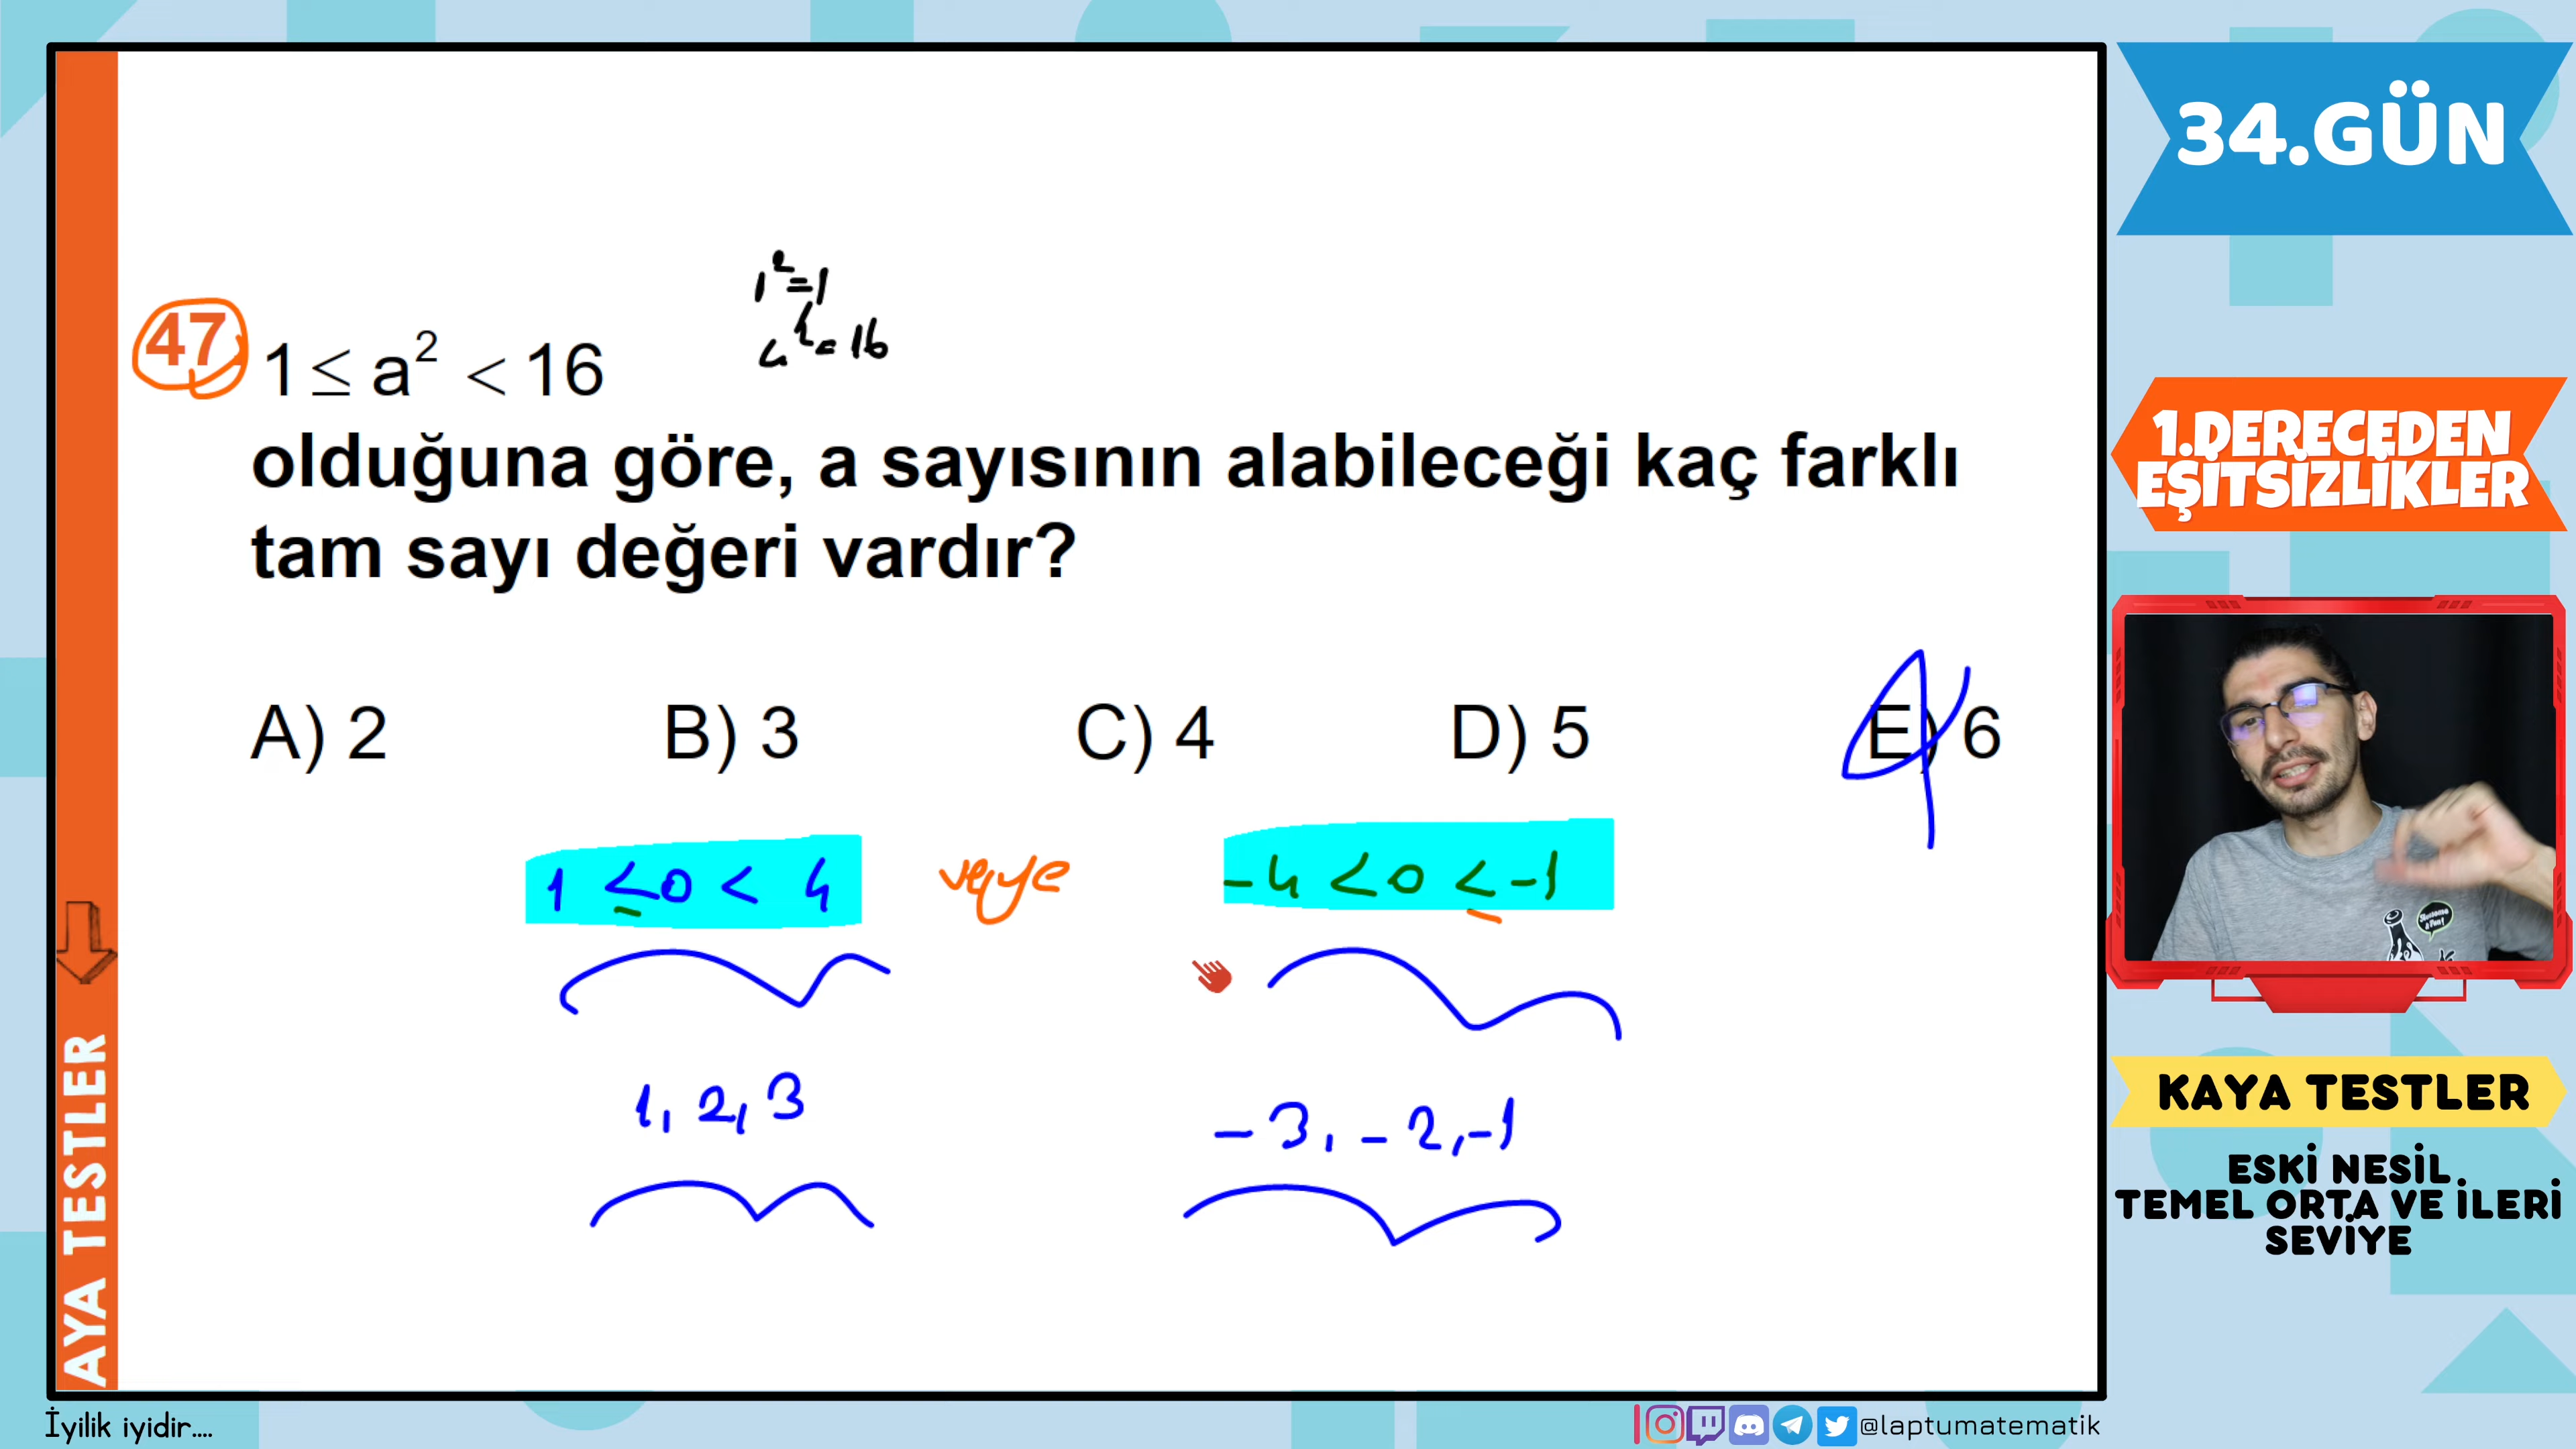 34.GÜN
1²=1
4²=16
47
1 ≤ a² < 16
olduğuna göre, a sayısının alabileceği kaç farklı
tam sayı değeri vardır?
A) 2 B) 3 C) 4 D) 5 E) 6
1 ≤ a < 4 veya -4 < a ≤ -1
1, 2, 3
-3, -2, -1
AYA TESTLER
1.DERECEDEN
EŞİTSİZLİKLER
KAYA TESTLER
ESKİ NESİL
TEMEL ORTA VE İLERİ
SEVİYE
İyilik iyidir....
@laptumatematik